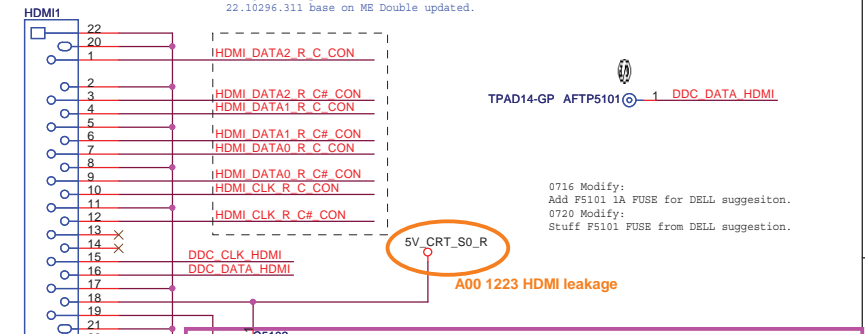 22.10296.311 base on ME Double updated.
HDMI1
22
20
1 HDMI_DATA2_R_C_CON
2
3 HDMI_DATA2_R_C#_CON
4 HDMI_DATA1_R_C_CON
5
6 HDMI_DATA1_R_C#_CON
7 HDMI_DATA0_R_C_CON
8
9 HDMI_DATA0_R_C#_CON
10 HDMI_CLK_R_C_CON
11
12 HDMI_CLK_R_C#_CON
13
14
15 DDC_CLK_HDMI
16 DDC_DATA_HDMI
17
18
19
21
TPAD14-GP AFTP5101 1 DDC_DATA_HDMI
0716 Modify:
Add F5101 1A FUSE for DELL suggesiton.
0720 Modify:
Stuff F5101 FUSE from DELL suggestion.
5V_CRT_S0_R
A00 1223 HDMI leakage